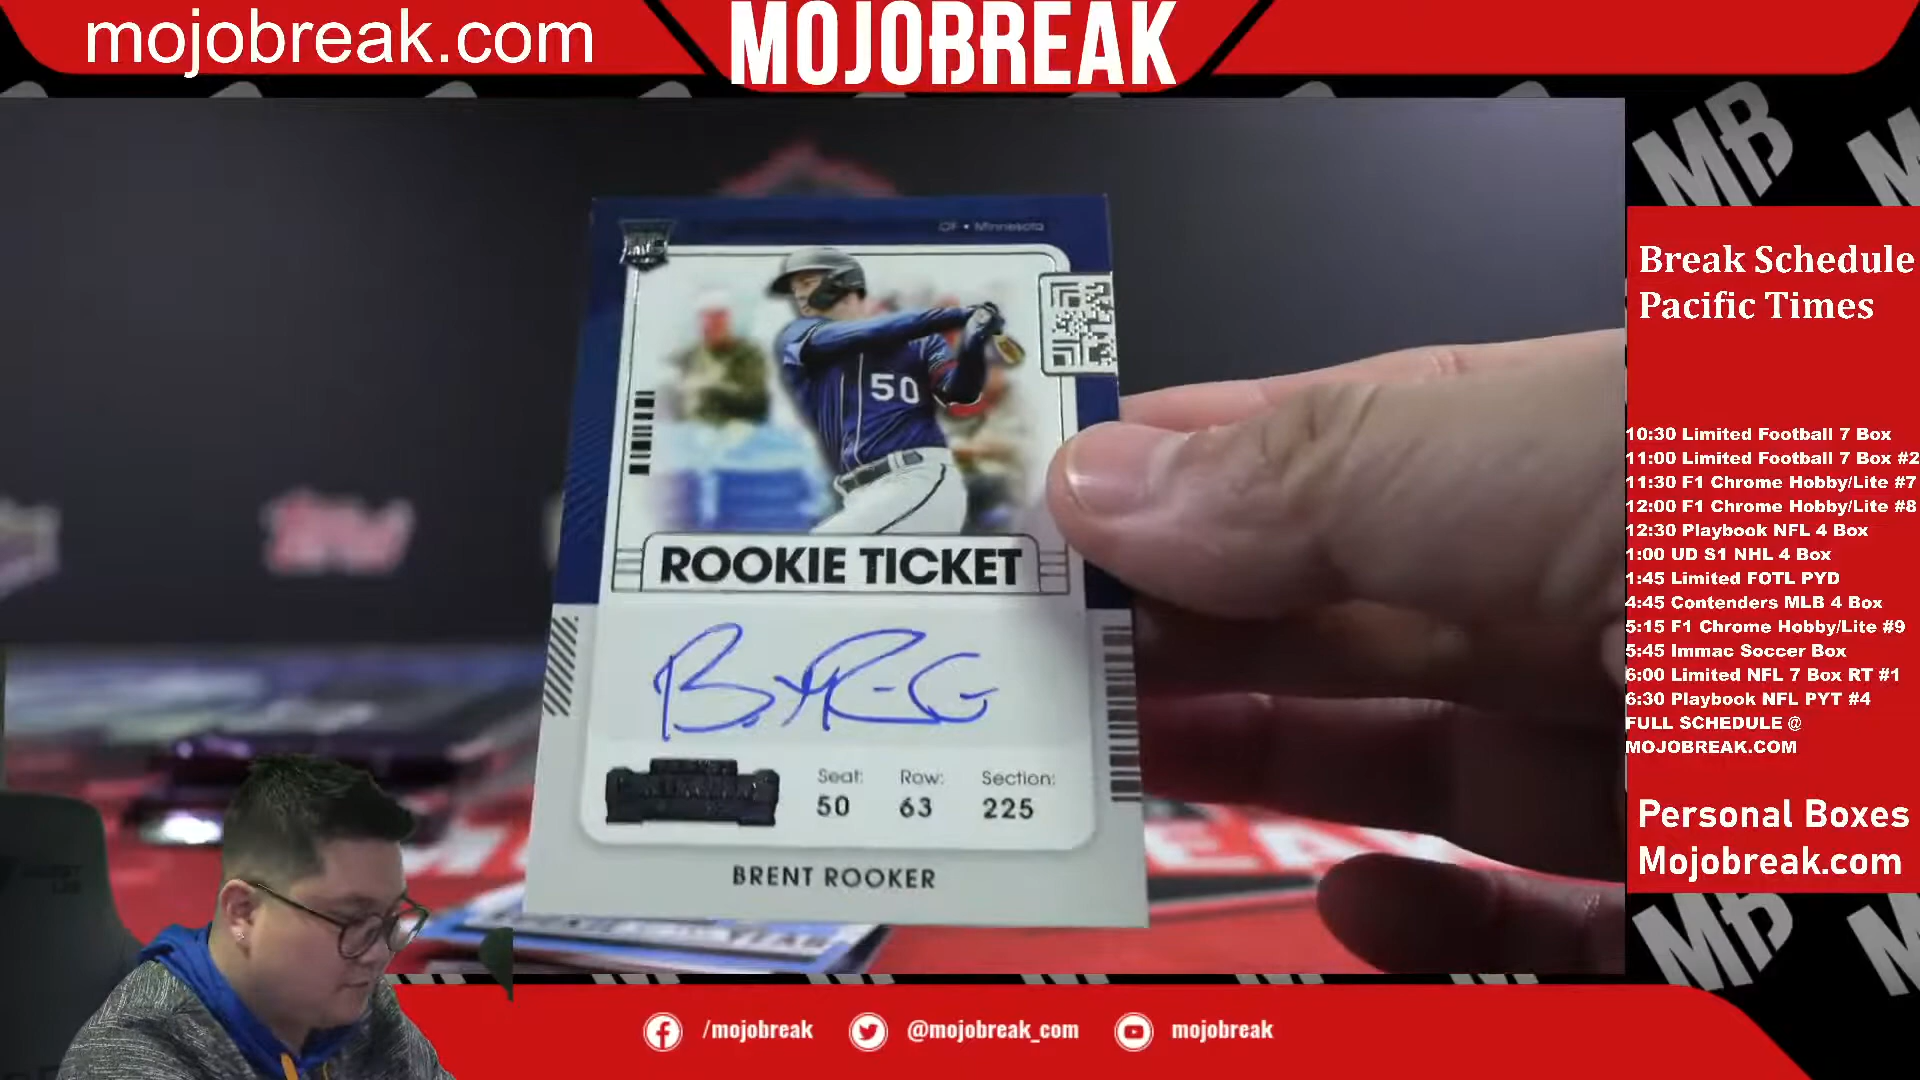 mojobreak.com
MOJOBREAK
MB
Break Schedule
Pacific Times
10:30 Limited Football 7 Box
11:00 Limited Football 7 Box #2
11:30 F1 Chrome Hobby/Lite #7
12:00 F1 Chrome Hobby/Lite #8
12:30 Playbook NFL 4 Box
1:00 UD S1 NHL 4 Box
1:45 Limited FOTL PYD
4:45 Contenders MLB 4 Box
5:15 F1 Chrome Hobby/Lite #9
5:45 Immac Soccer Box
6:00 Limited NFL 7 Box RT #1
6:30 Playbook NFL PYT #4
FULL SCHEDULE @
MOJOBREAK.COM
Personal Boxes
Mojobreak.com
MB
OF • Minnesota
50
ROOKIE TICKET
Seat: Row: Section:
50 63 225
BRENT ROOKER
topps
/mojobreak @mojobreak_com mojobreak